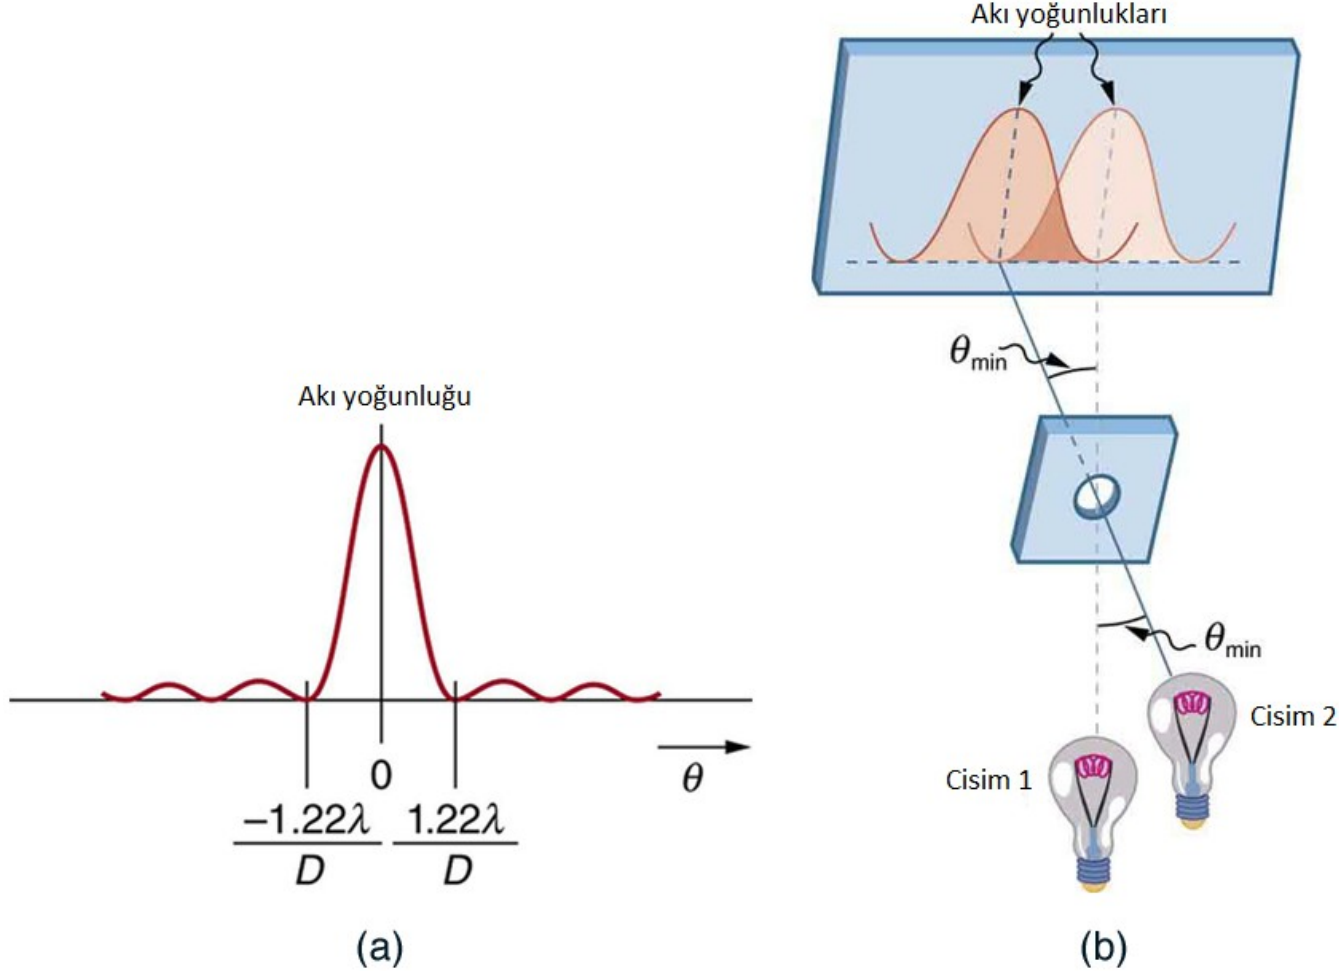 Akı yoğunluğu
0
θ
−1.22λ
D
1.22λ
D
(a)
Akı yoğunlukları
θmin
θmin
Cisim 2
Cisim 1
(b)